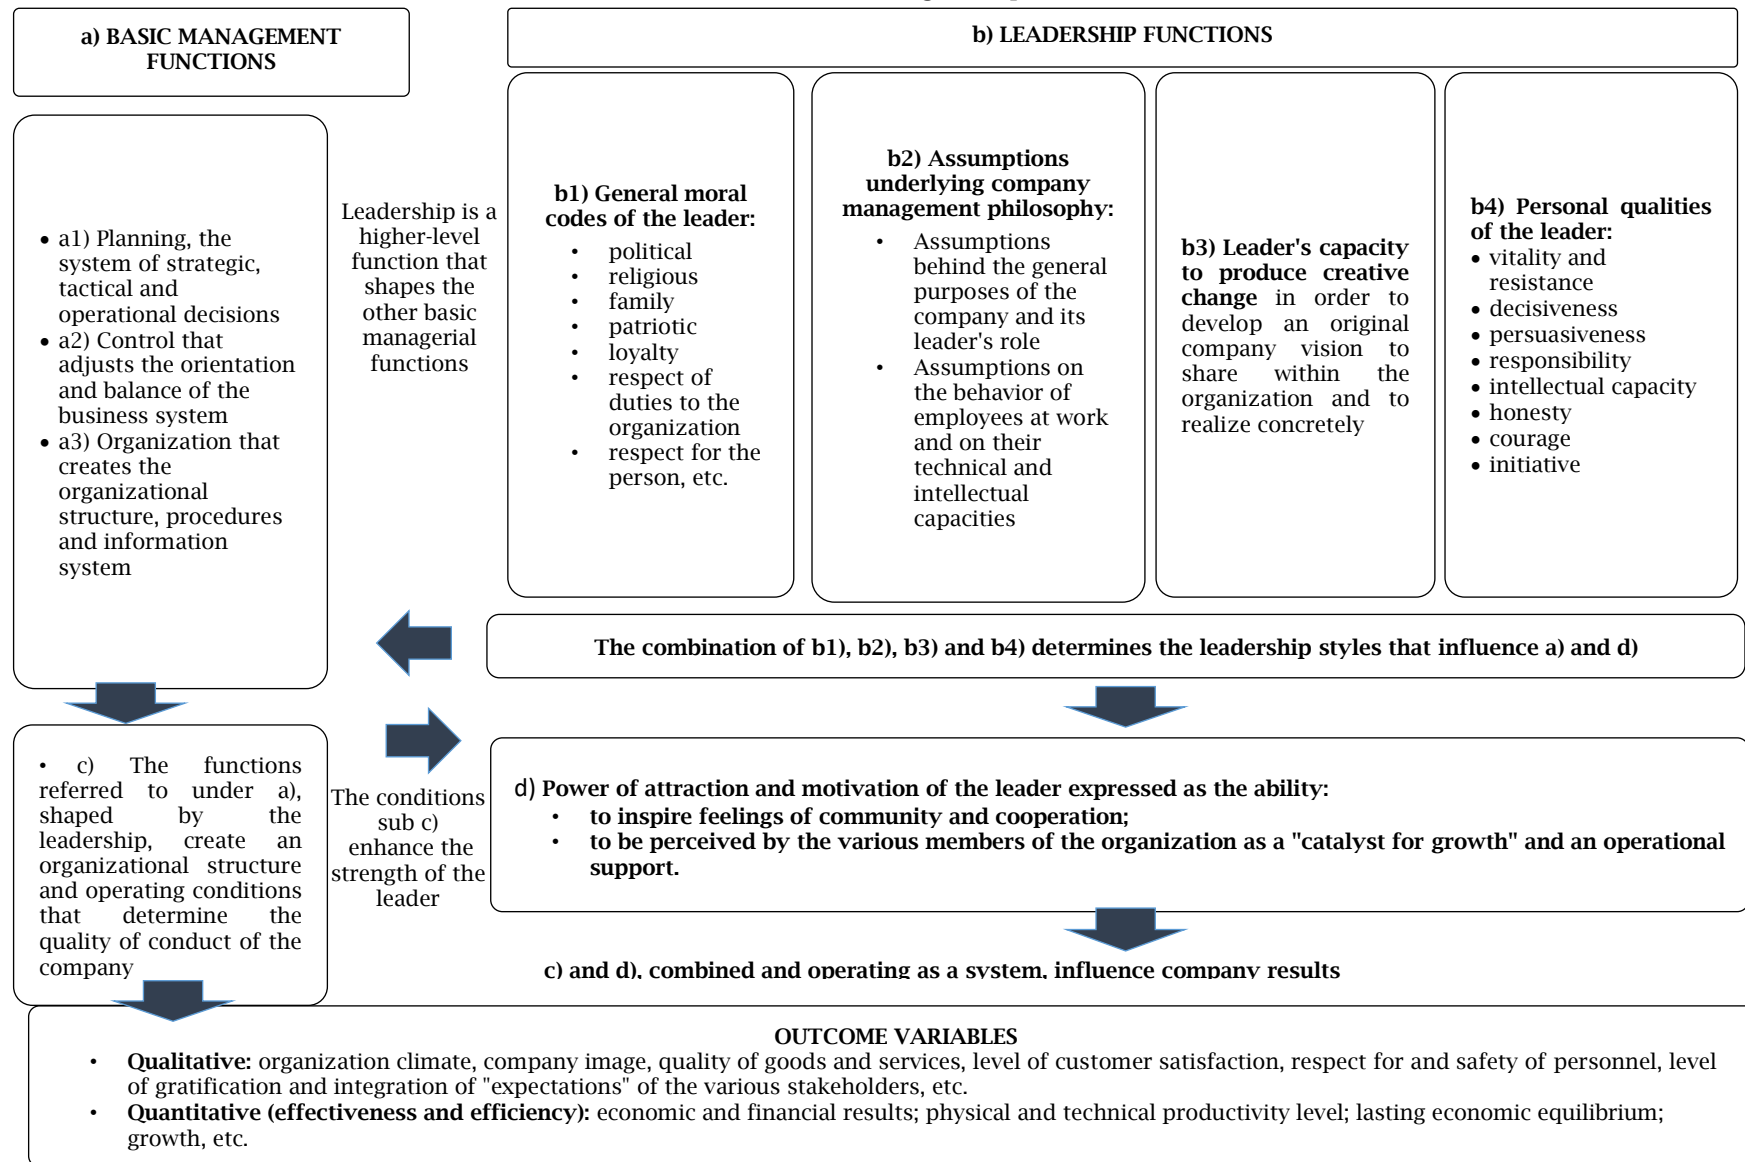 a) BASIC MANAGEMENT
FUNCTIONS
b) LEADERSHIP FUNCTIONS
• a1) Planning, the
system of strategic,
tactical and
operational decisions
• a2) Control that
adjusts the orientation
and balance of the
business system
• a3) Organization that
creates the
organizational
structure, procedures
and information
system
Leadership is a
higher-level
function that
shapes the
other basic
managerial
functions
b1) General moral
codes of the leader:
• political
• religious
• family
• patriotic
• loyalty
• respect of
duties to the
organization
• respect for the
person, etc.
b2) Assumptions
underlying company
management philosophy:
• Assumptions
behind the general
purposes of the
company and its
leader's role
• Assumptions on
the behavior of
employees at work
and on their
technical and
intellectual
capacities
b3) Leader's capacity
to produce creative
change in order to
develop an original
company vision to
share within the
organization and to
realize concretely
b4) Personal qualities
of the leader:
• vitality and
resistance
• decisiveness
• persuasiveness
• responsibility
• intellectual capacity
• honesty
• courage
• initiative
The combination of b1), b2), b3) and b4) determines the leadership styles that influence a) and d)
• c) The functions
referred to under a),
shaped by the
leadership, create an
organizational structure
and operating conditions
that determine the
quality of conduct of the
company
The conditions
sub c)
enhance the
strength of the
leader
d) Power of attraction and motivation of the leader expressed as the ability:
• to inspire feelings of community and cooperation;
• to be perceived by the various members of the organization as a "catalyst for growth" and an operational
support.
c) and d), combined and operating as a system, influence company results
OUTCOME VARIABLES
• Qualitative: organization climate, company image, quality of goods and services, level of customer satisfaction, respect for and safety of personnel, level
of gratification and integration of "expectations" of the various stakeholders, etc.
• Quantitative (effectiveness and efficiency): economic and financial results; physical and technical productivity level; lasting economic equilibrium;
growth, etc.